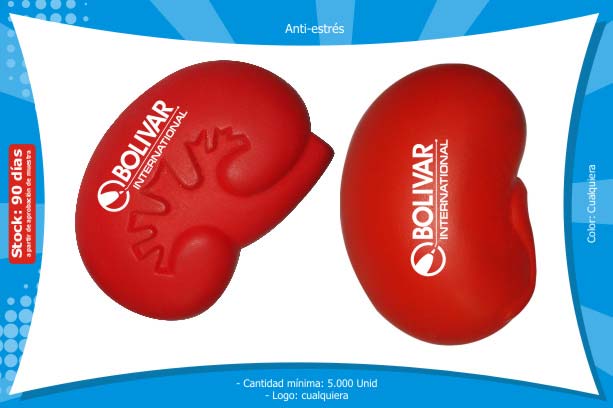 Anti-estrés
BOLIVAR
INTERNATIONAL
BOLIVAR
INTERNATIONAL
Stock: 90 días
a partir de aprobación de muestra
Color: Cualquiera
- Cantidad mínima: 5.000 Unid
- Logo: cualquiera